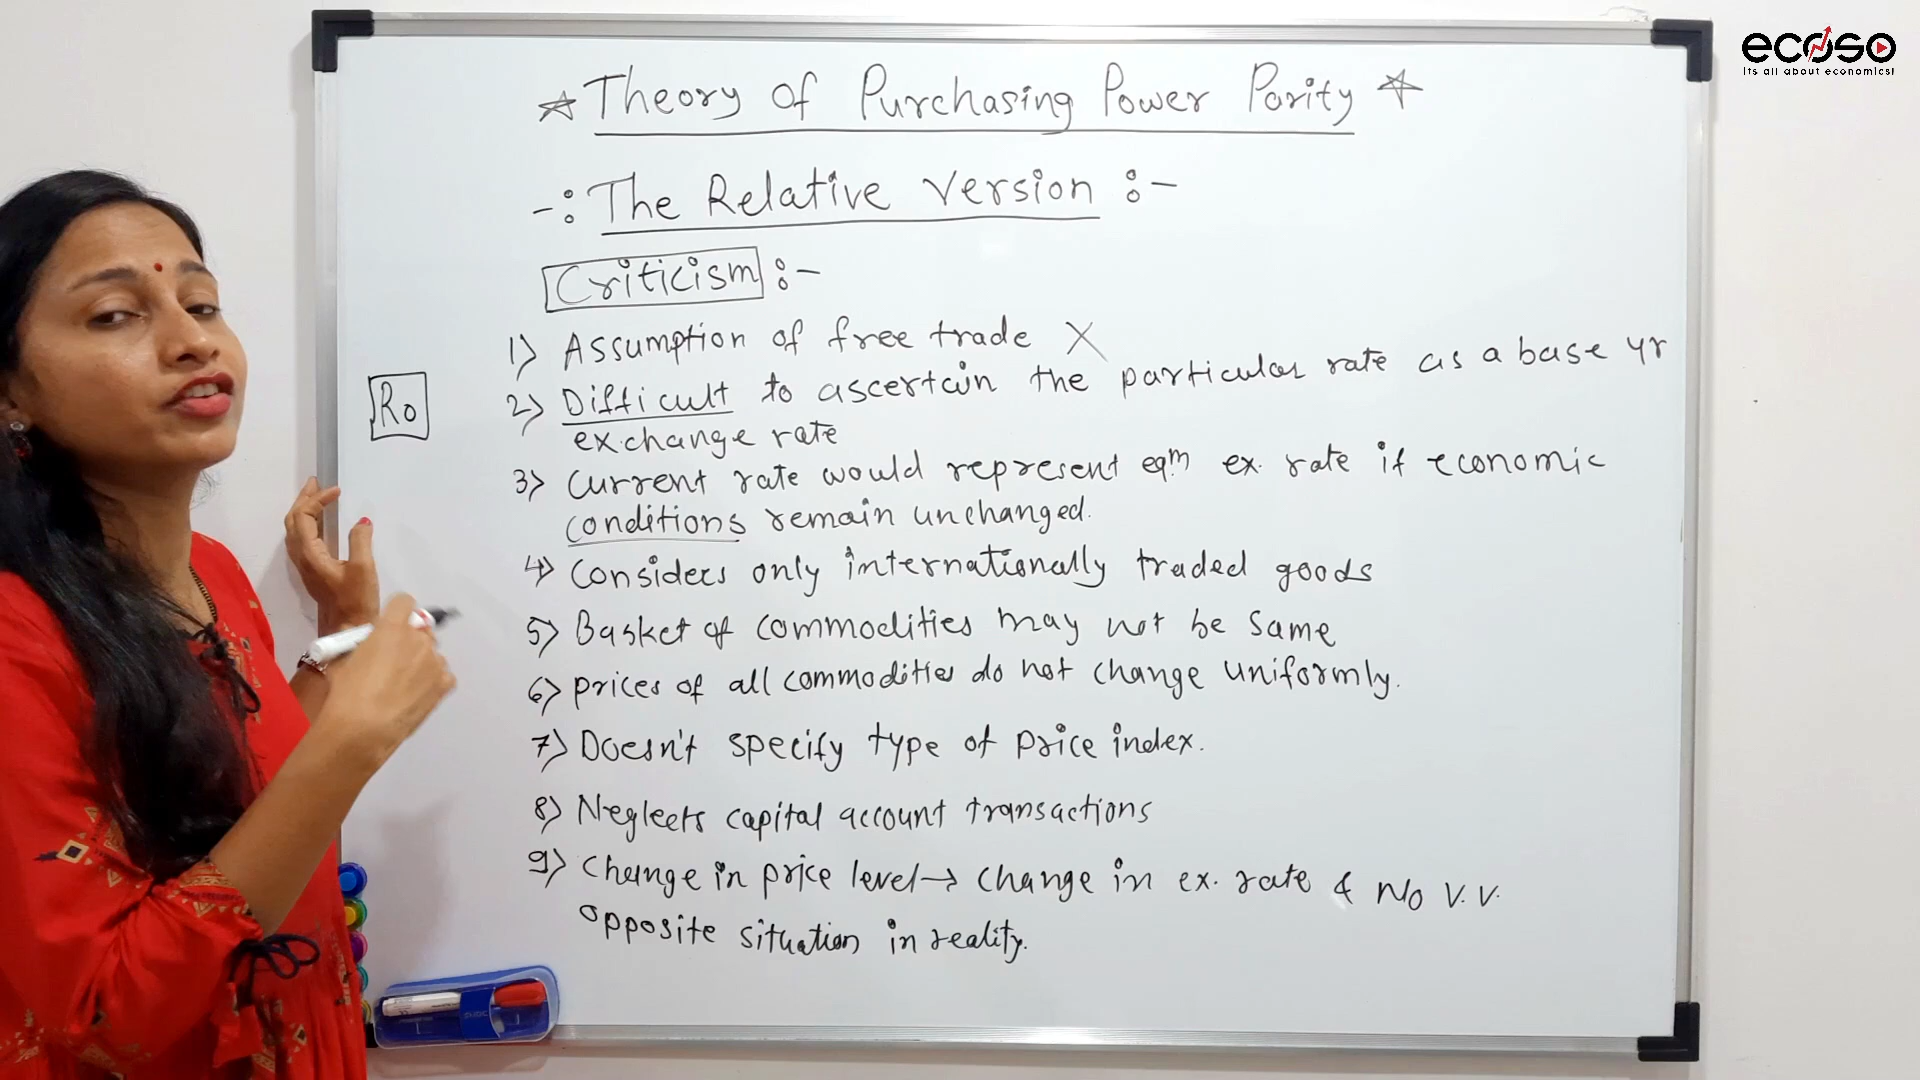 ecoso
Its all about economics!
☆ Theory of Purchasing Power Parity ☆
-: The Relative Version :-
Criticism :-
1) Assumption of free trade X
2) Difficult to ascertain the particular rate as a base yr
exchange rate
Ro
3) Current rate would represent eqm ex. rate if economic
conditions remain unchanged.
4) Considers only internationally traded goods
5) Basket of commodities may not be same
6) Prices of all commodities do not change uniformly.
7) Doesn't specify type of price index.
8) Neglects capital account transactions
9) Change in price level → change in ex. rate & No V.V.
opposite situation in reality.